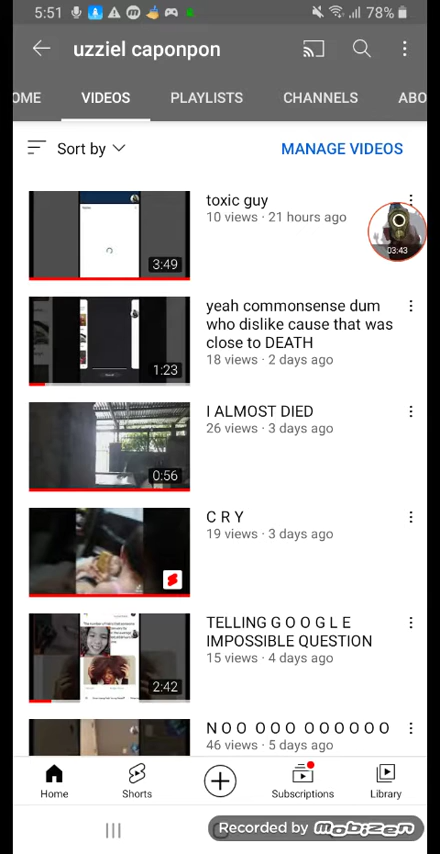 5:51 78%
uzziel caponpon
OME VIDEOS PLAYLISTS CHANNELS ABO
Sort by MANAGE VIDEOS
toxic guy
10 views · 21 hours ago
03:43
3:49
yeah commonsense dum
who dislike cause that was
close to DEATH
18 views · 2 days ago
1:23
I ALMOST DIED
26 views · 3 days ago
0:56
C R Y
19 views · 3 days ago
TELLING G O O G L E
IMPOSSIBLE QUESTION
15 views · 4 days ago
2:42
N O O O O O O O O O O O
46 views · 5 days ago
Home Shorts Subscriptions Library
Recorded by Mobizen